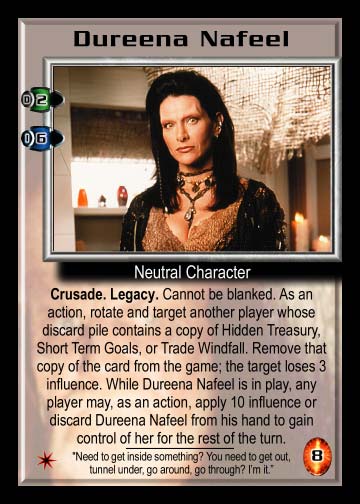 Dureena Nafeel
2
6
Neutral Character
Crusade. Legacy. Cannot be blanked. As an
action, rotate and target another player whose
discard pile contains a copy of Hidden Treasury,
Short Term Goals, or Trade Windfall. Remove that
copy of the card from the game; the target loses 3
influence. While Dureena Nafeel is in play, any
player may, as an action, apply 10 influence or
discard Dureena Nafeel from his hand to gain
control of her for the rest of the turn.
"Need to get inside something? You need to get out,
tunnel under, go around, go through? I'm it."
8